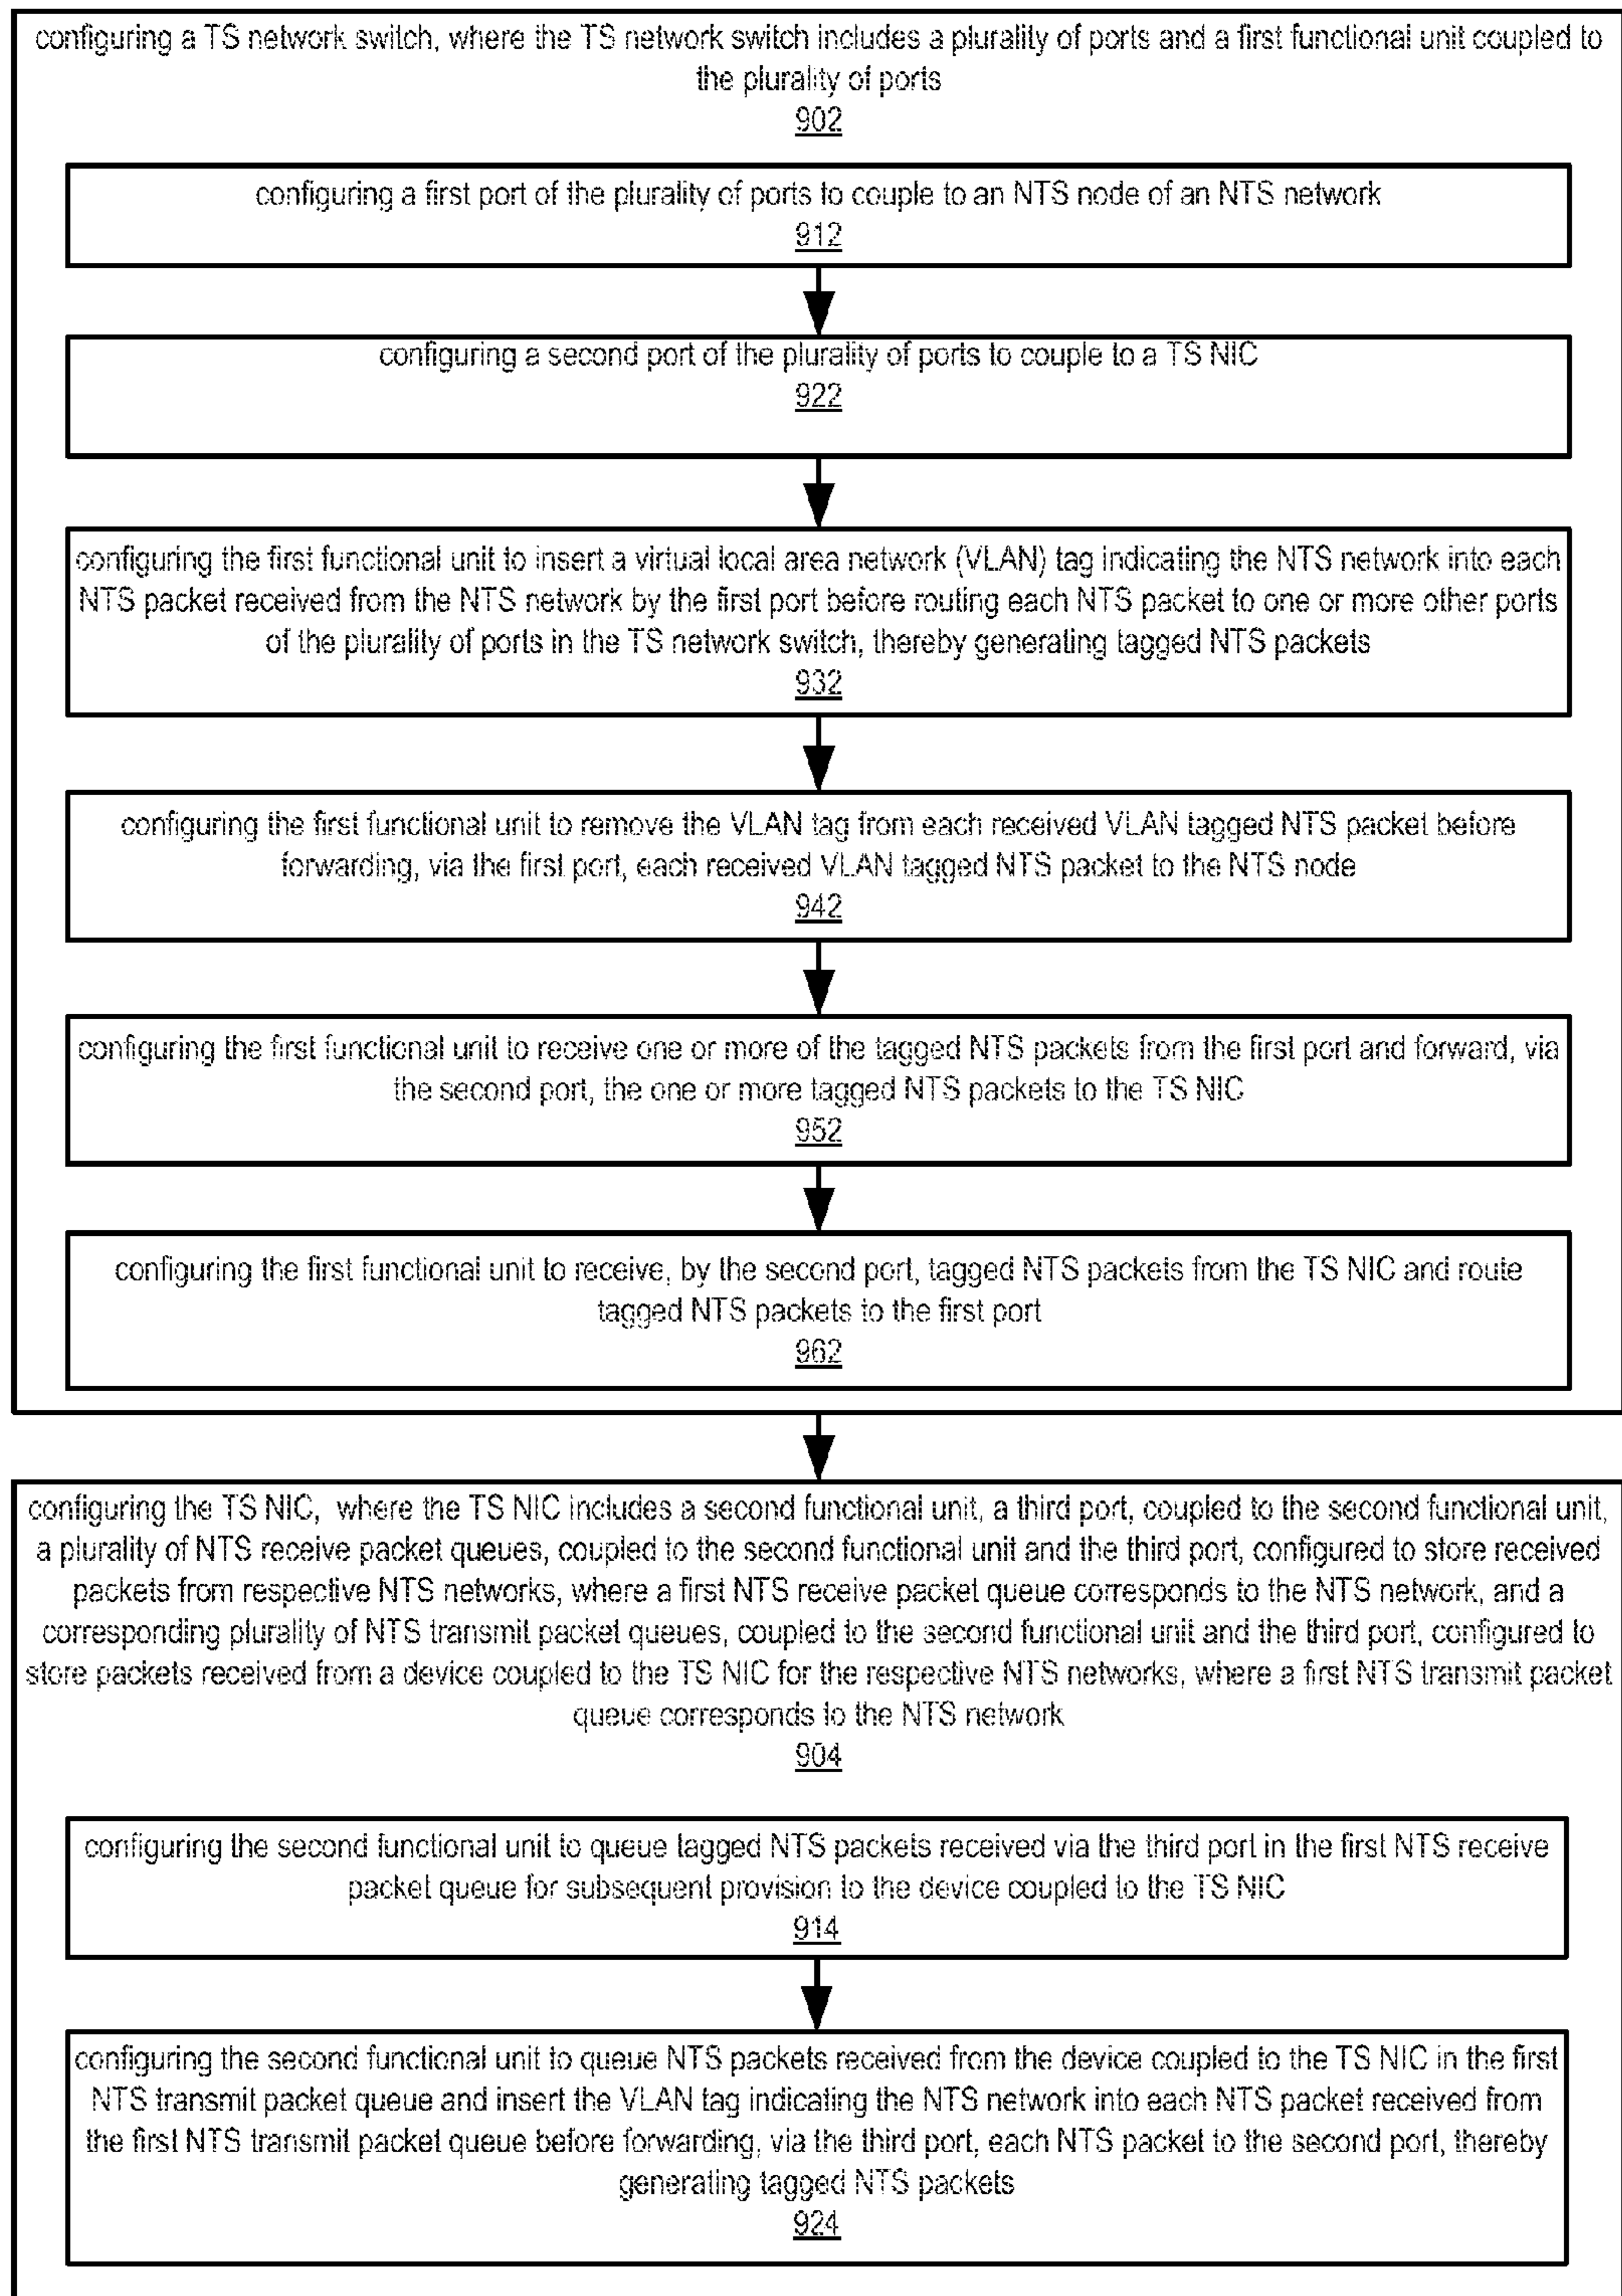 configuring a TS network switch, where the TS network switch includes a plurality of ports and a first functional unit coupled to
the plurality of ports
902
configuring a first port of the plurality of ports to couple to an NTS node of an NTS network
912
configuring a second port of the plurality of ports to couple to a TS NIC
922
configuring the first functional unit to insert a virtual local area network (VLAN) tag indicating the NTS network into each
NTS packet received from the NTS network by the first port before routing each NTS packet to one or more other ports
of the plurality of ports in the TS network switch, thereby generating tagged NTS packets
932
configuring the first functional unit to remove the VLAN tag from each received VLAN tagged NTS packet before
forwarding, via the first port, each received VLAN tagged NTS packet to the NTS node
942
configuring the first functional unit to receive one or more of the tagged NTS packets from the first port and forward, via
the second port, the one or more tagged NTS packets to the TS NIC
952
configuring the first functional unit to receive, by the second port, tagged NTS packets from the TS NIC and route
tagged NTS packets to the first port
962
configuring the TS NIC, where the TS NIC includes a second functional unit, a third port, coupled to the second functional unit,
a plurality of NTS receive packet queues, coupled to the second functional unit and the third port, configured to store received
packets from respective NTS networks, where a first NTS receive packet queue corresponds to the NTS network, and a
corresponding plurality of NTS transmit packet queues, coupled to the second functional unit and the third port, configured to
store packets received from a device coupled to the TS NIC for the respective NTS networks, where a first NTS transmit packet
queue corresponds to the NTS network
904
configuring the second functional unit to queue tagged NTS packets received via the third port in the first NTS receive
packet queue for subsequent provision to the device coupled to the TS NIC
914
configuring the second functional unit to queue NTS packets received from the device coupled to the TS NIC in the first
NTS transmit packet queue and insert the VLAN tag indicating the NTS network into each NTS packet received from
the first NTS transmit packet queue before forwarding, via the third port, each NTS packet to the second port, thereby
generating tagged NTS packets
924